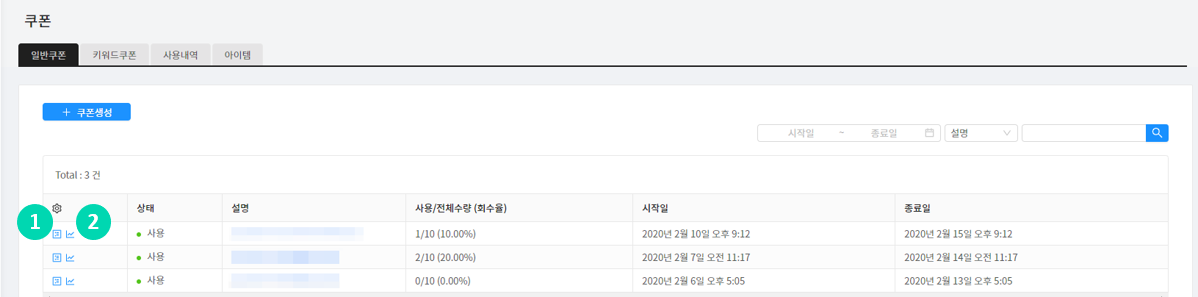 쿠폰
일반쿠폰 키워드쿠폰 사용내역 아이템
+ 쿠폰생성
시작일 ~ 종료일 설명
Total : 3 건
상태 설명 사용/전체수량 (회수율) 시작일 종료일
1 2
사용 1/10 (10.00%) 2020년 2월 10일 오후 9:12 2020년 2월 15일 오후 9:12
사용 2/10 (20.00%) 2020년 2월 7일 오전 11:17 2020년 2월 14일 오전 11:17
사용 0/10 (0.00%) 2020년 2월 6일 오후 5:05 2020년 2월 13일 오후 5:05